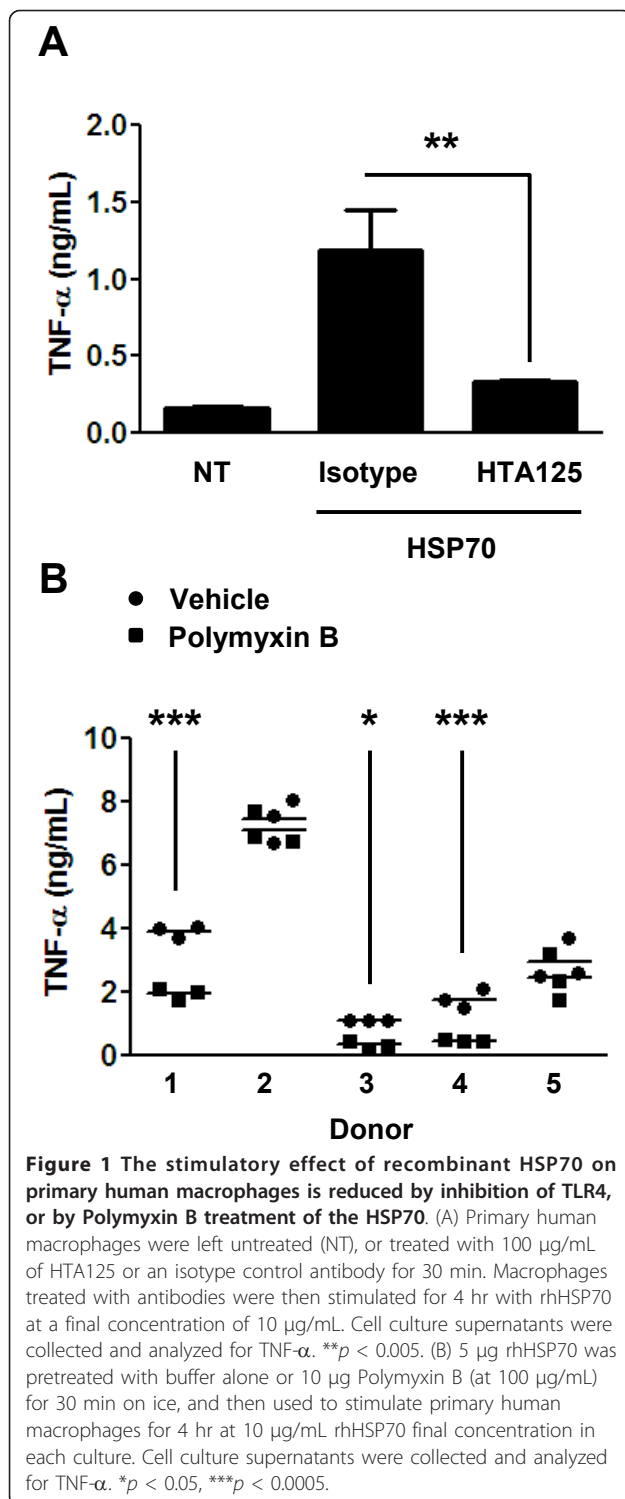 A
**
TNF-α (ng/mL)
2.0
1.5
1.0
0.5
0.0
NT Isotype HTA125
HSP70
B
● Vehicle
■ Polymyxin B
*** * ***
TNF-α (ng/mL)
10
8
6
4
2
0
1 2 3 4 5
Donor
Figure 1 The stimulatory effect of recombinant HSP70 on
primary human macrophages is reduced by inhibition of TLR4,
or by Polymyxin B treatment of the HSP70. (A) Primary human
macrophages were left untreated (NT), or treated with 100 μg/mL
of HTA125 or an isotype control antibody for 30 min. Macrophages
treated with antibodies were then stimulated for 4 hr with rhHSP70
at a final concentration of 10 μg/mL. Cell culture supernatants were
collected and analyzed for TNF-α. **p < 0.005. (B) 5 μg rhHSP70 was
pretreated with buffer alone or 10 μg Polymyxin B (at 100 μg/mL)
for 30 min on ice, and then used to stimulate primary human
macrophages for 4 hr at 10 μg/mL rhHSP70 final concentration in
each culture. Cell culture supernatants were collected and analyzed
for TNF-α. *p < 0.05, ***p < 0.0005.